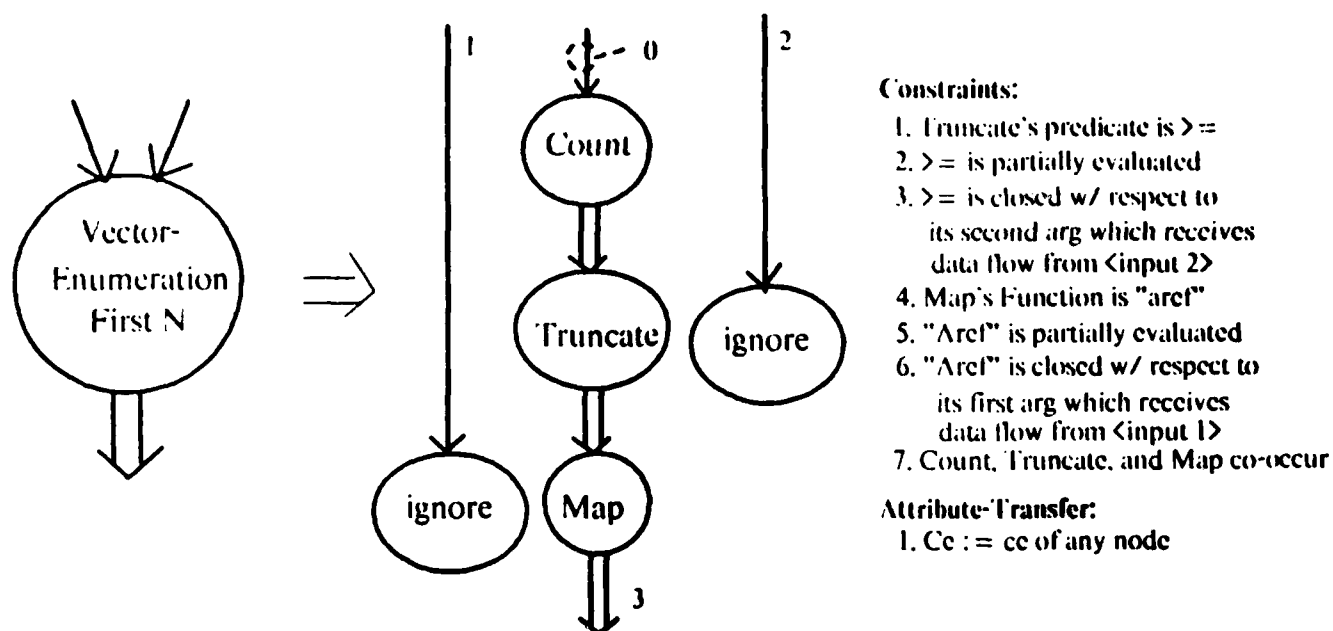 1
0
2
Vector-
Enumeration
First N
Count
Truncate
ignore
ignore
Map
3
Constraints:
1. Truncate's predicate is >=
2. >= is partially evaluated
3. >= is closed w/ respect to
its second arg which receives
data flow from <input 2>
4. Map's Function is "aref"
5. "Aref" is partially evaluated
6. "Aref" is closed w/ respect to
its first arg which receives
data flow from <input 1>
7. Count, Truncate, and Map co-occur
Attribute-Transfer:
1. Ce := ce of any node